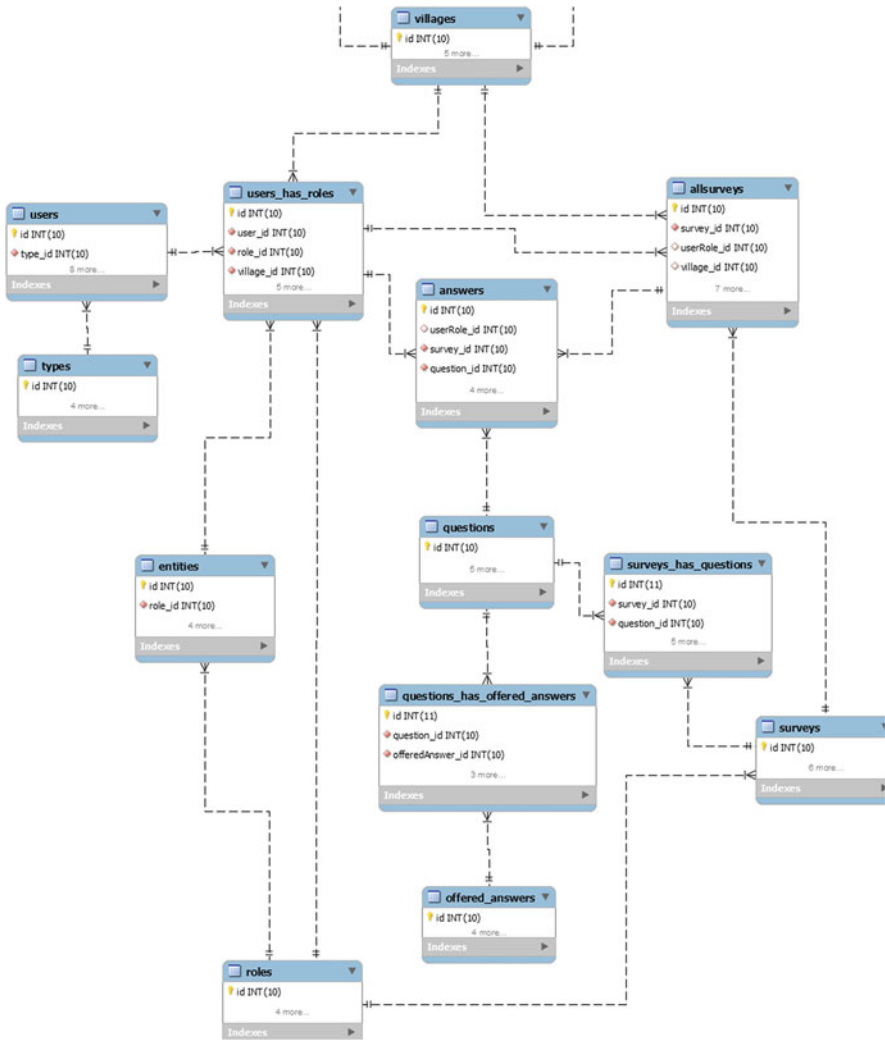 villages
id INT(10)
5 more...
Indexes
users_has_roles
id INT(10)
user_id INT(10)
role_id INT(10)
village_id INT(10)
5 more...
Indexes
allsurveys
id INT(10)
survey_id INT(10)
userRole_id INT(10)
village_id INT(10)
7 more...
Indexes
users
id INT(10)
type_id INT(10)
8 more...
Indexes
answers
id INT(10)
userRole_id INT(10)
survey_id INT(10)
question_id INT(10)
4 more...
Indexes
types
id INT(10)
4 more...
Indexes
questions
id INT(10)
5 more...
Indexes
entities
id INT(10)
role_id INT(10)
4 more...
Indexes
surveys_has_questions
id INT(11)
survey_id INT(10)
question_id INT(10)
5 more...
Indexes
questions_has_offered_answers
id INT(11)
question_id INT(10)
offeredAnswer_id INT(10)
3 more...
Indexes
surveys
id INT(10)
6 more...
Indexes
offered_answers
id INT(10)
4 more...
Indexes
roles
id INT(10)
4 more...
Indexes